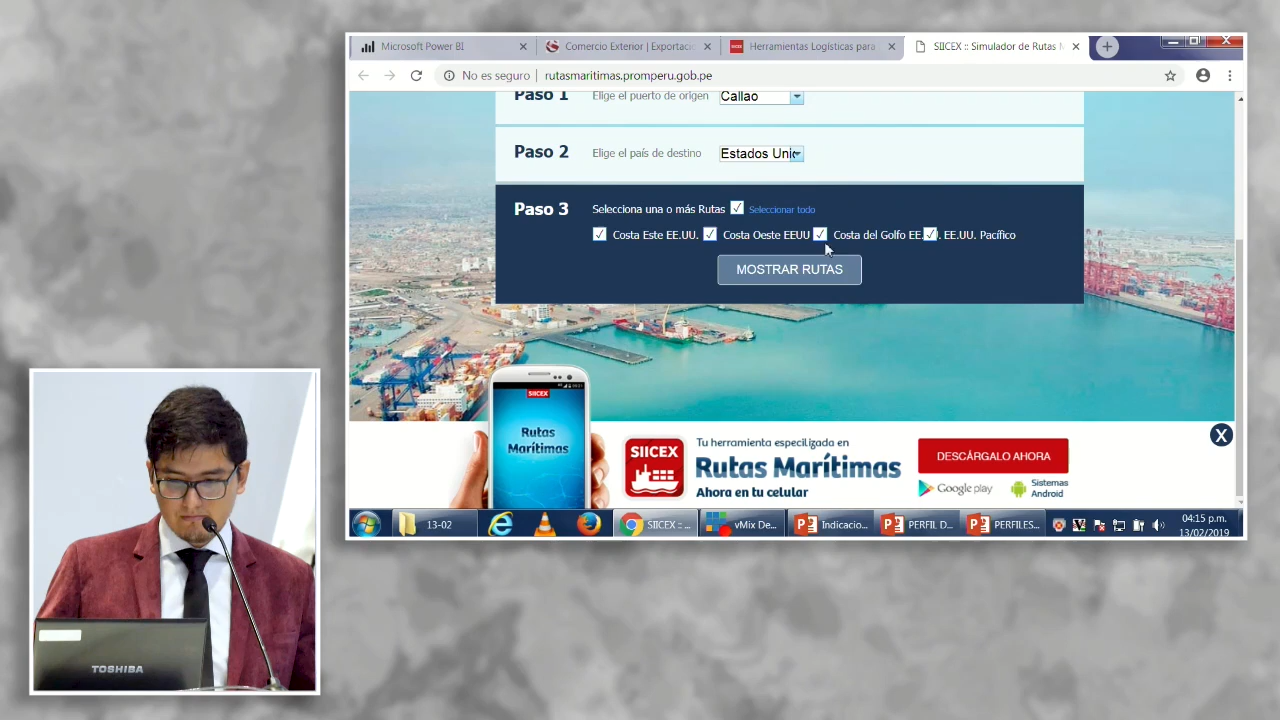 Microsoft Power BI
Comercio Exterior | Exportació
Herramientas Logísticas para
SIICEX :: Simulador de Rutas M
No es seguro | rutasmaritimas.promperu.gob.pe
Paso 1 Elige el puerto de origen Callao
Paso 2 Elige el país de destino Estados Unid
Paso 3 Selecciona una o más Rutas Seleccionar todo
Costa Este EE.UU. Costa Oeste EEUU Costa del Golfo EE. . EE.UU. Pacífico
MOSTRAR RUTAS
SIICEX
Rutas
Marítimas
SIICEX
Tu herramienta especilizada en
Rutas Marítimas
Ahora en tu celular
DESCÁRGALO AHORA
Google play
Sistemas
Android
X
13-02
SIICEX :: ...
vMix De...
Indicacio...
PERFIL D...
PERFILES...
04:15 p.m.
13/02/2019
TOSHIBA